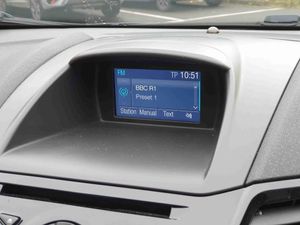 FM TP 10:51
BBC R1
Preset 1
Station Manual Text